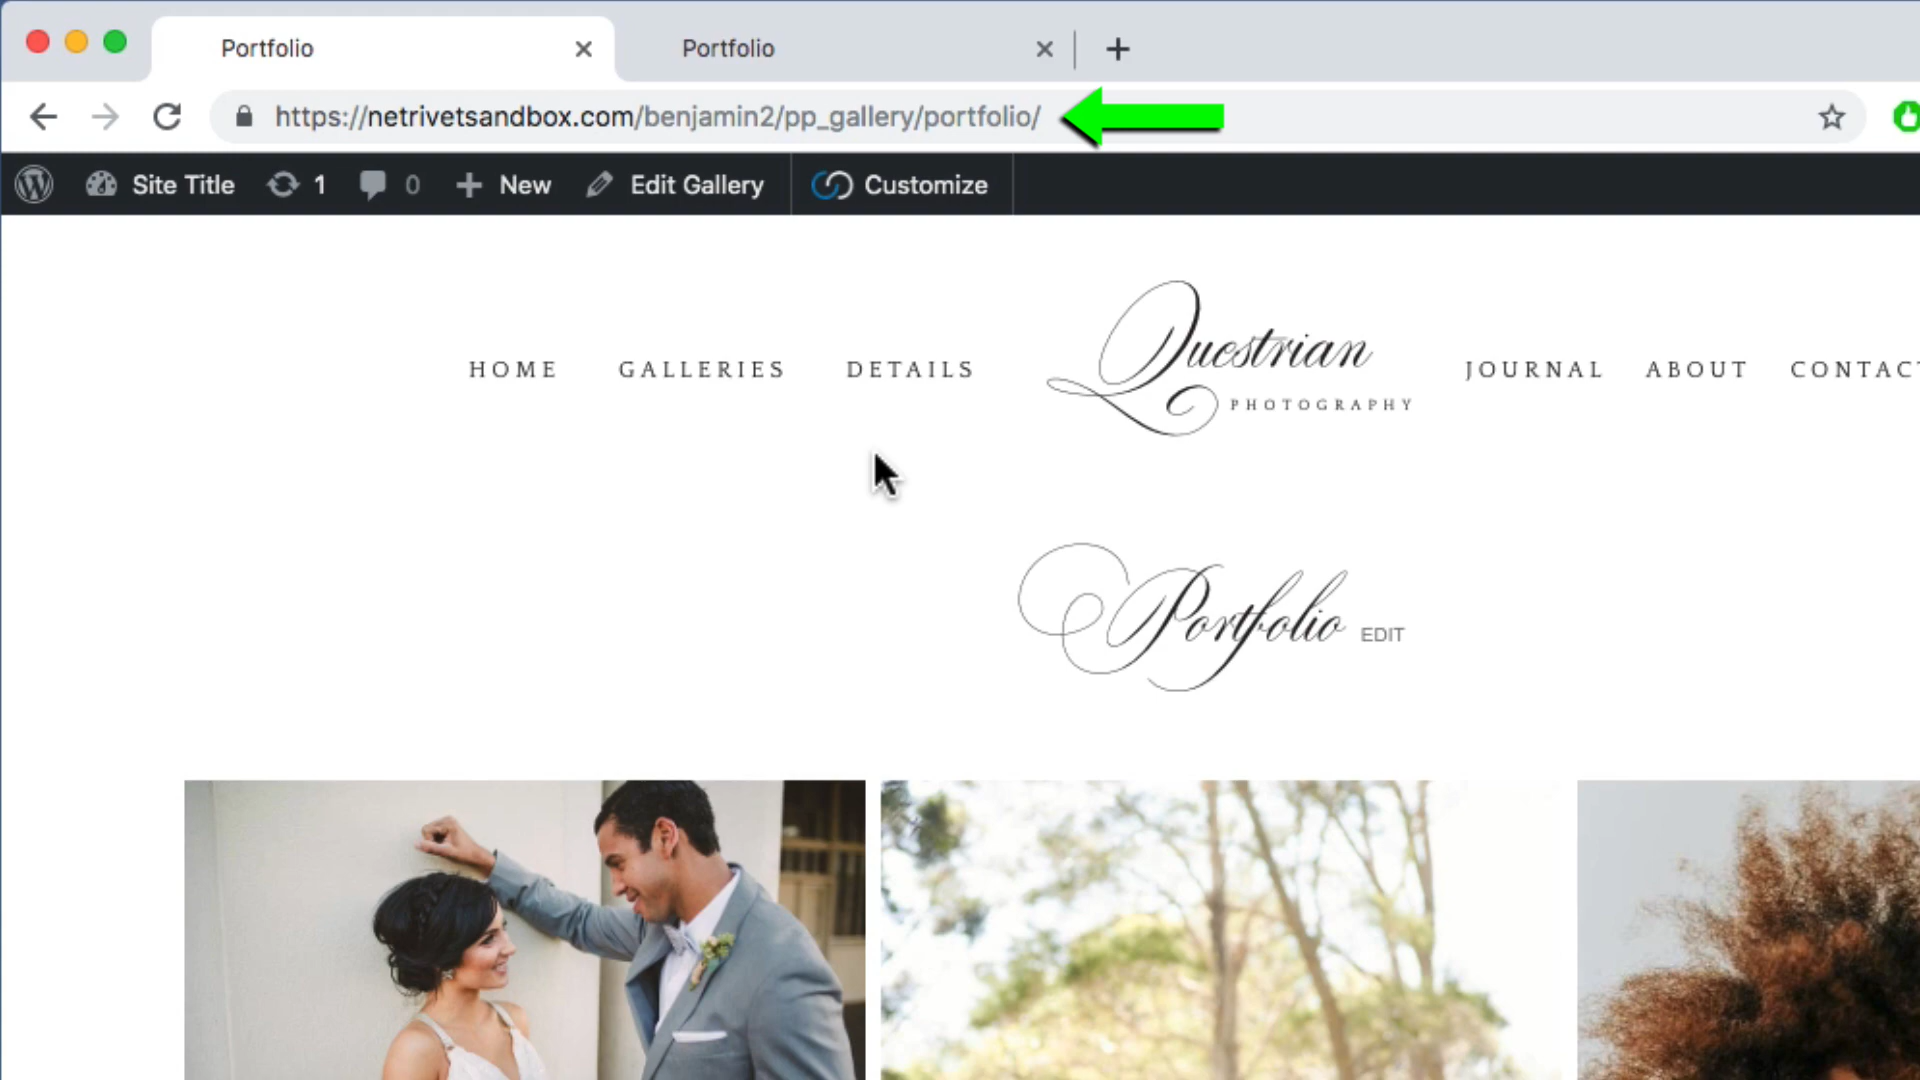 Portfolio
Portfolio
https://netrivetsandbox.com/benjamin2/pp_gallery/portfolio/
Site Title 1 0 New Edit Gallery Customize
HOME GALLERIES DETAILS Questrian PHOTOGRAPHY JOURNAL ABOUT CONTACT
Portfolio EDIT